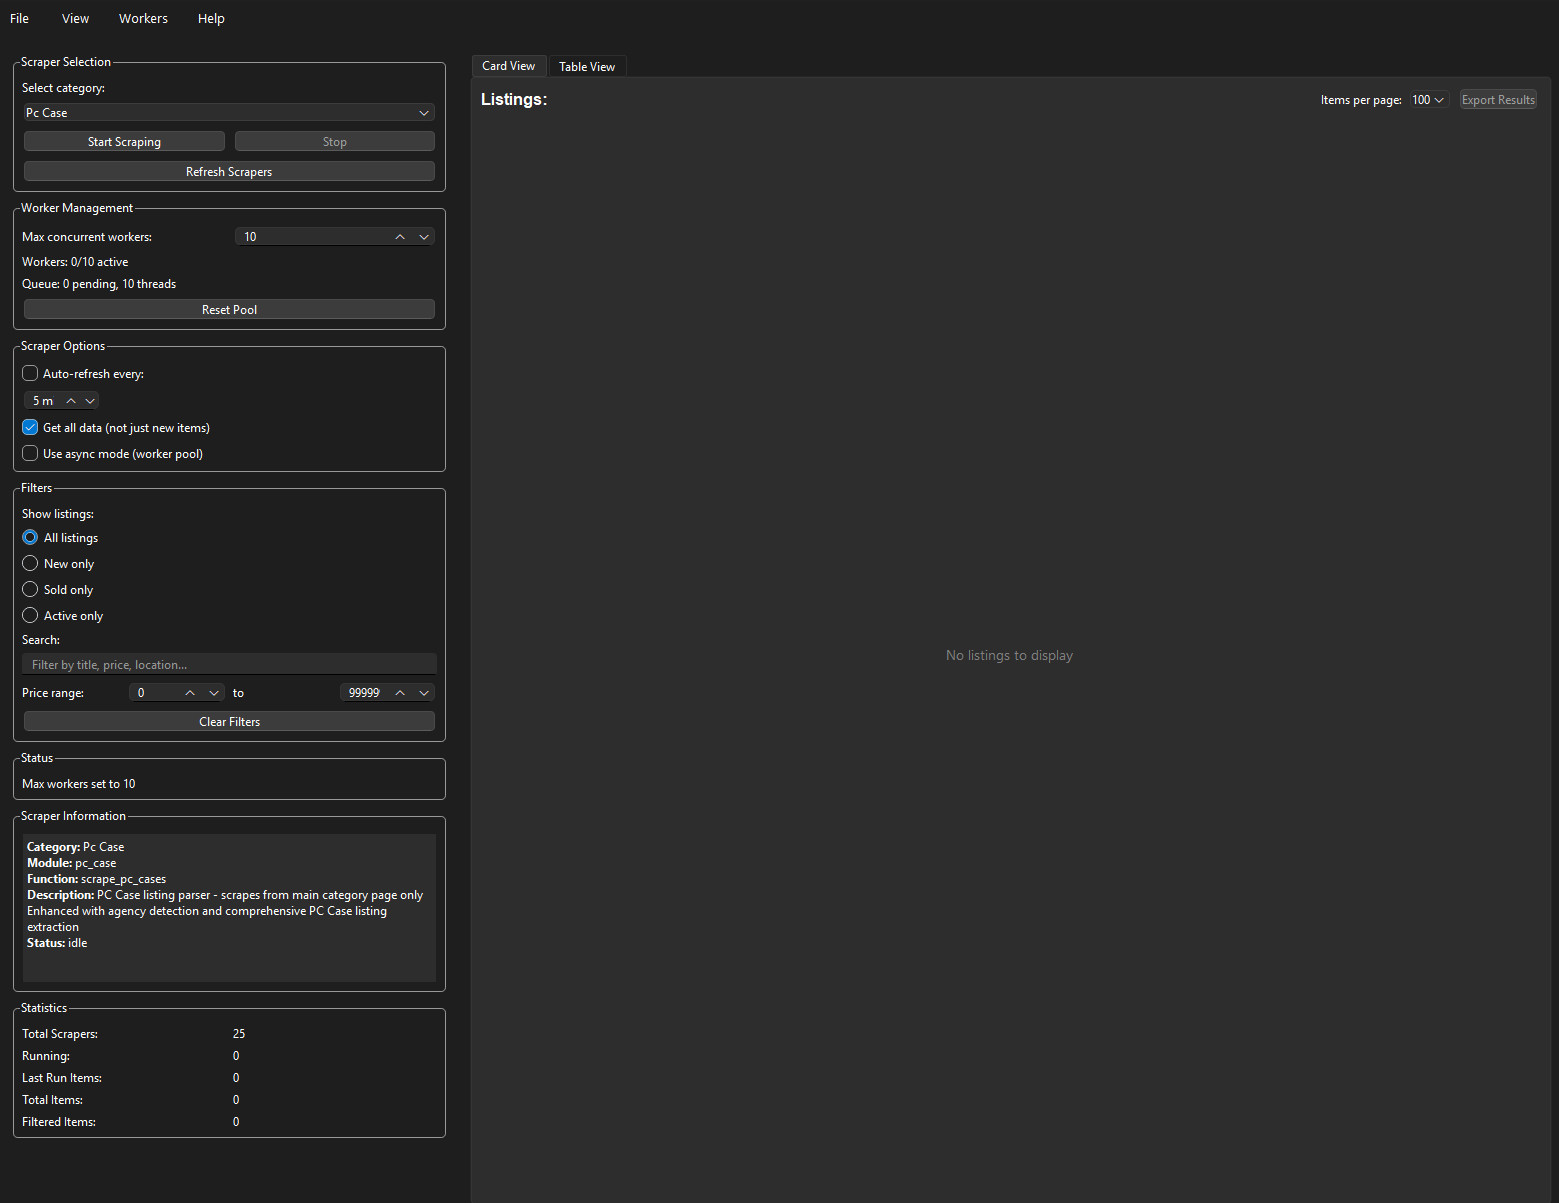 File View Workers Help
Scraper Selection
Select category:
Pc Case
Start Scraping Stop
Refresh Scrapers
Worker Management
Max concurrent workers: 10
Workers: 0/10 active
Queue: 0 pending, 10 threads
Reset Pool
Scraper Options
Auto-refresh every:
5 m
Get all data (not just new items)
Use async mode (worker pool)
Filters
Show listings:
All listings
New only
Sold only
Active only
Search:
Filter by title, price, location...
Price range: 0 to 99999
Clear Filters
Status
Max workers set to 10
Scraper Information
Category: Pc Case
Module: pc_case
Function: scrape_pc_cases
Description: PC Case listing parser - scrapes from main category page only
Enhanced with agency detection and comprehensive PC Case listing
extraction
Status: idle
Statistics
Total Scrapers: 25
Running: 0
Last Run Items: 0
Total Items: 0
Filtered Items: 0
Card View Table View
Listings: Items per page: 100 Export Results
No listings to display